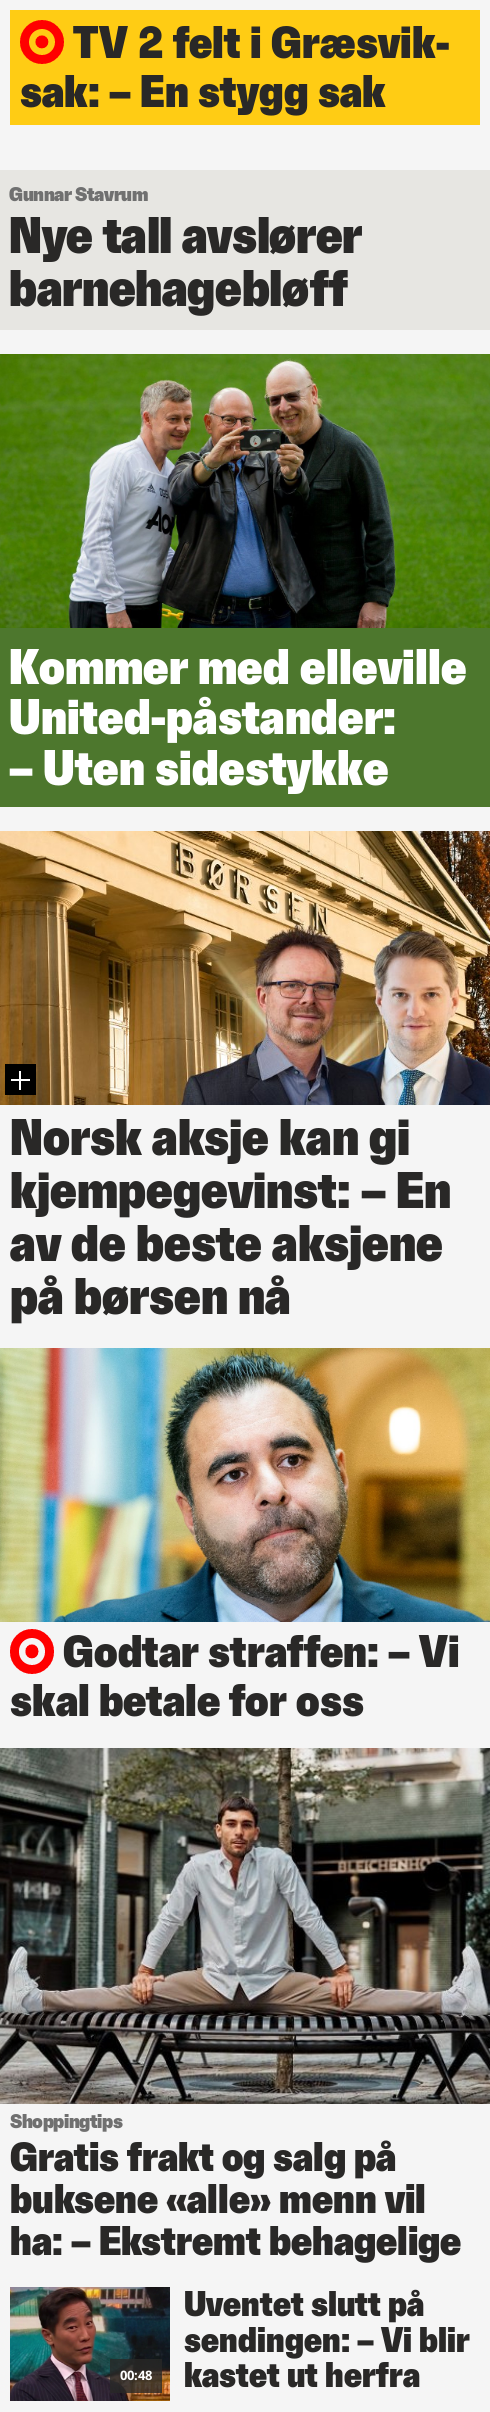 TV 2 felt i Græsvik-
sak: – En stygg sak
Gunnar Stavrum
Nye tall avslører
barnehagebløff
Kommer med elleville
United-påstander:
– Uten sidestykke
BØRSEN
Norsk aksje kan gi
kjempegevinst: – En
av de beste aksjene
på børsen nå
Godtar straffen: – Vi
skal betale for oss
BLEICHENHOF
Shoppingtips
Gratis frakt og salg på
buksene «alle» menn vil
ha: – Ekstremt behagelige
00:48
Uventet slutt på
sendingen: – Vi blir
kastet ut herfra